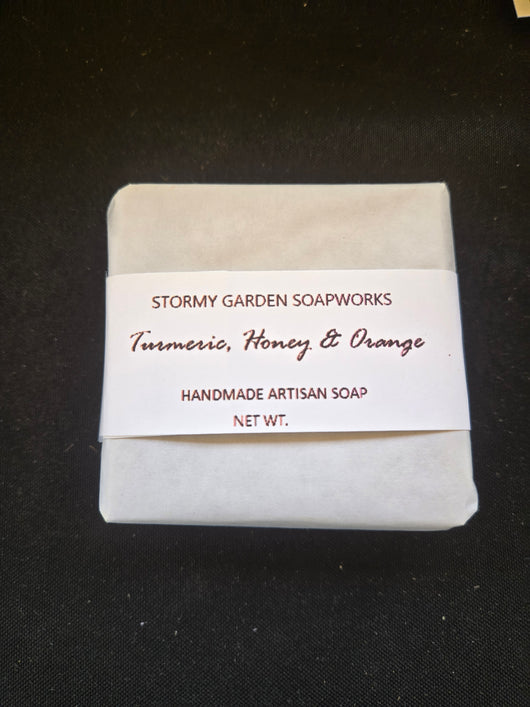 STORMY GARDEN SOAPWORKS
Turmeric, Honey & Orange
HANDMADE ARTISAN SOAP
NET WT.